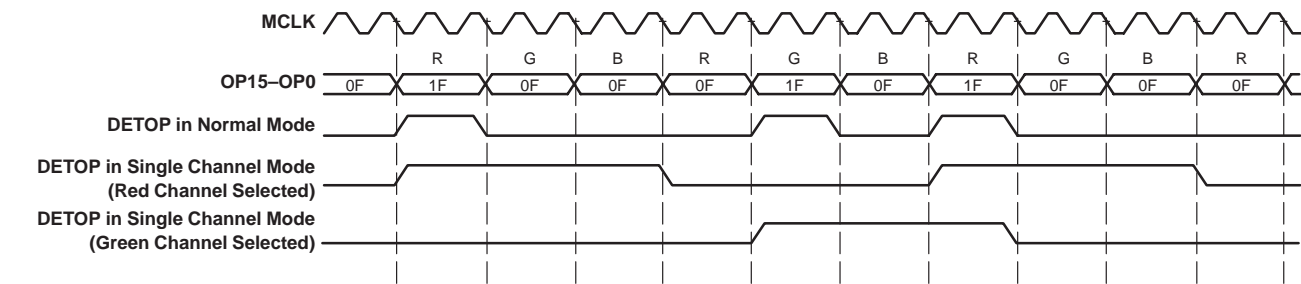 MCLK
R G B R G B R G B R
OP15–OP0 0F 1F 0F 0F 0F 1F 0F 1F 0F 0F 0F
DETOP in Normal Mode
DETOP in Single Channel Mode
(Red Channel Selected)
DETOP in Single Channel Mode
(Green Channel Selected)